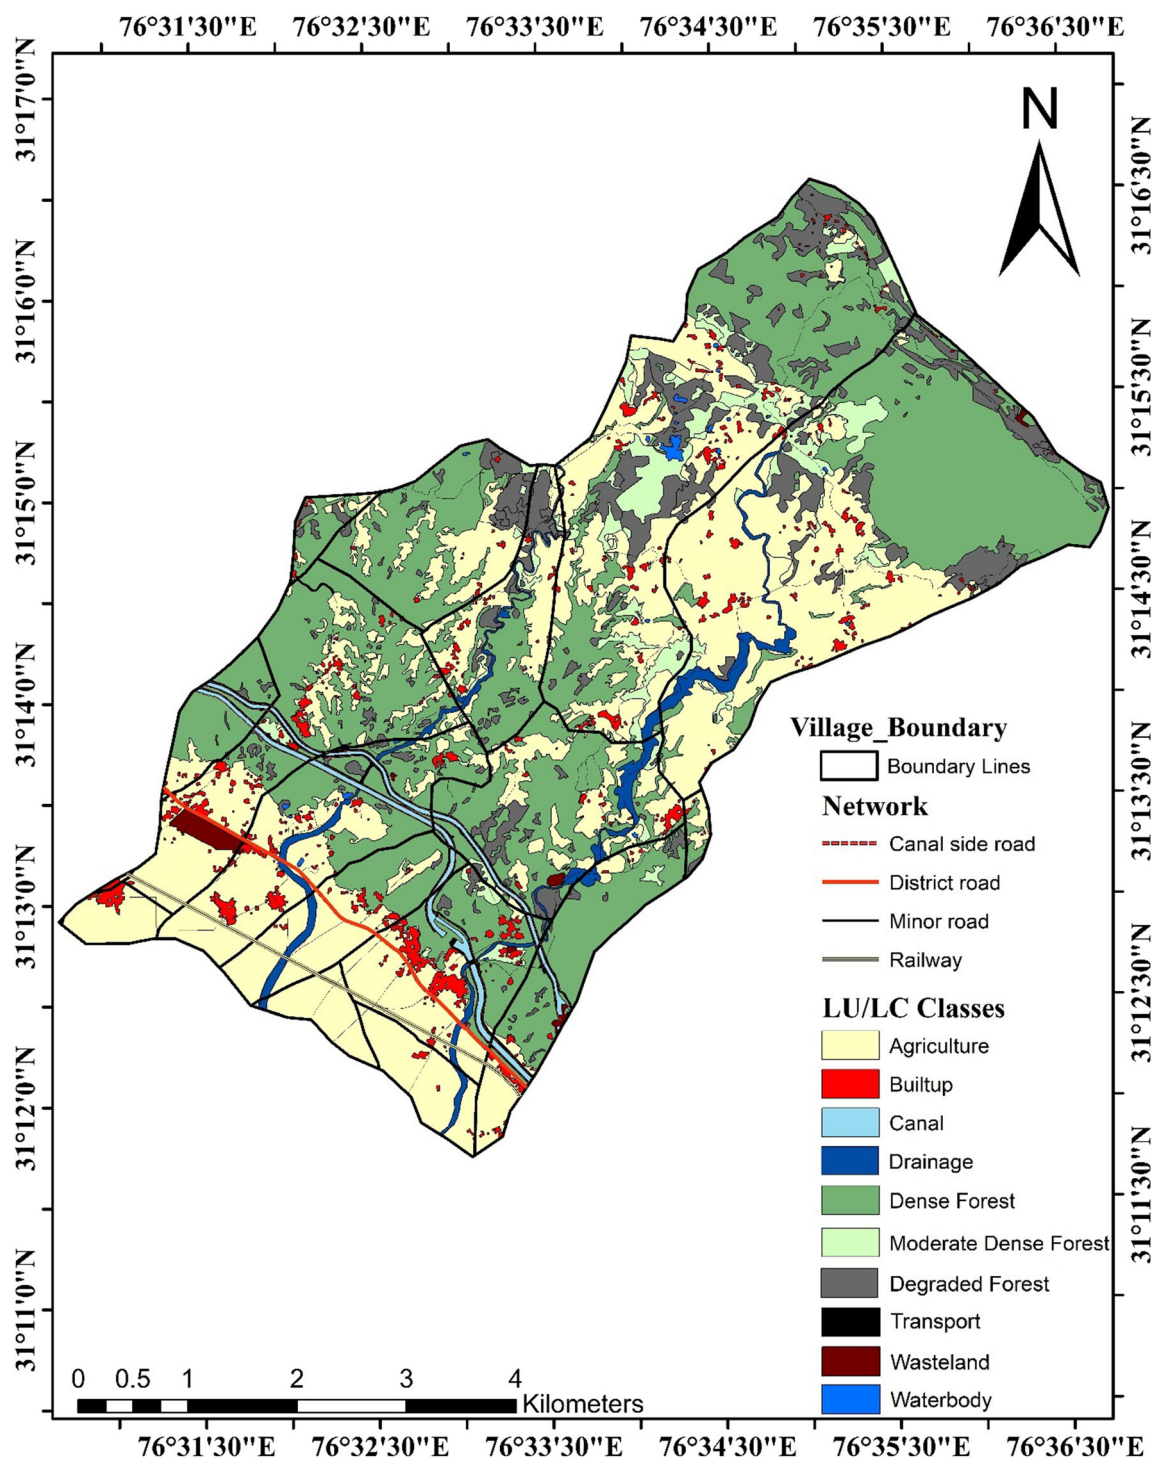 76°31'30"E 76°32'30"E 76°33'30"E 76°34'30"E 76°35'30"E 76°36'30"E
31°17'0"N
31°16'0"N
31°15'0"N
31°14'0"N
31°13'0"N
31°12'0"N
31°11'0"N
N
31°16'30"N
31°15'30"N
31°14'30"N
31°13'30"N
31°12'30"N
31°11'30"N
Village_Boundary
Boundary Lines
Network
Canal side road
District road
Minor road
Railway
LU/LC Classes
Agriculture
Builtup
Canal
Drainage
Dense Forest
Moderate Dense Forest
Degraded Forest
Transport
Wasteland
Waterbody
0 0.5 1 2 3 4
Kilometers
76°31'30"E 76°32'30"E 76°33'30"E 76°34'30"E 76°35'30"E 76°36'30"E